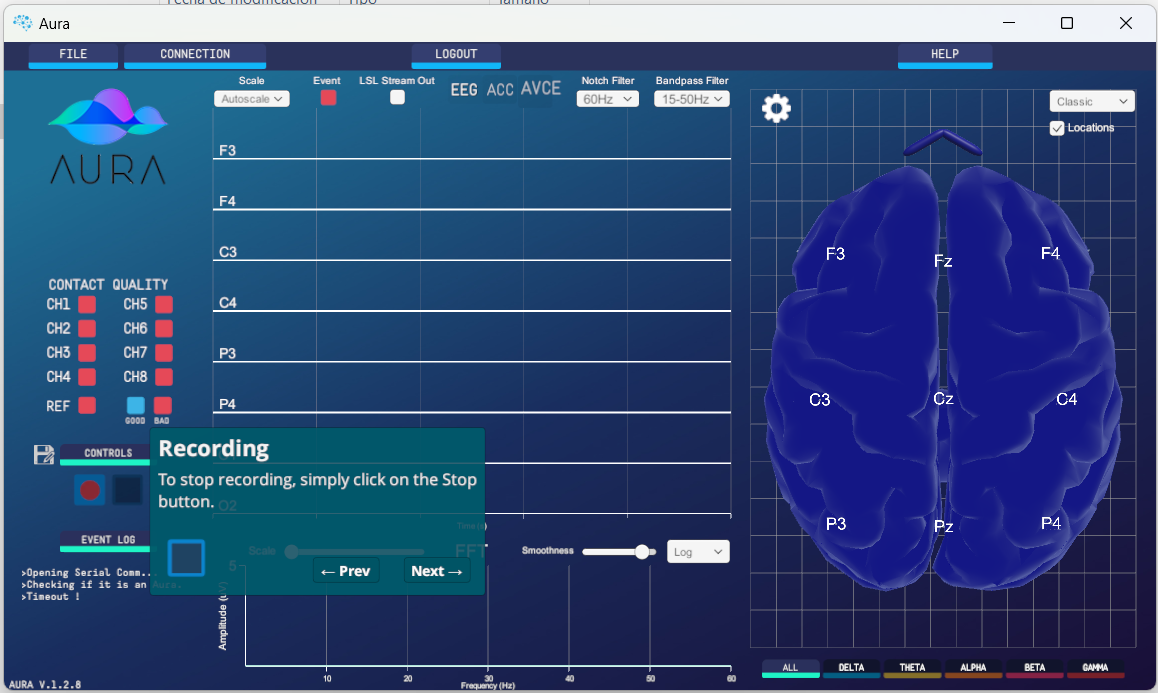 Fecha de modificación Tipo Tamaño
Aura
FILE CONNECTION LOGOUT HELP
Scale Event LSL Stream Out EEG ACC AVCE Notch Filter Bandpass Filter
Autoscale 60Hz 15-50Hz
Classic
Locations
AURA
F3
F4
C3
C4
P3
P4
O2
Time (s)
CONTACT QUALITY
CH1 CH5
CH2 CH6
CH3 CH7
CH4 CH8
REF
GOOD BAD
CONTROLS
Recording
To stop recording, simply click on the Stop
button.
← Prev Next →
EVENT LOG
>Opening Serial Comm...
>Checking if it is an Aura.
>Timeout !
Scale FFT Smoothness Log
5
Amplitude
10 20 30 40 50 60
Frequency (Hz)
F3 Fz F4
C3 Cz C4
P3 Pz P4
ALL DELTA THETA ALPHA BETA GAMMA
AURA V.1.2.8